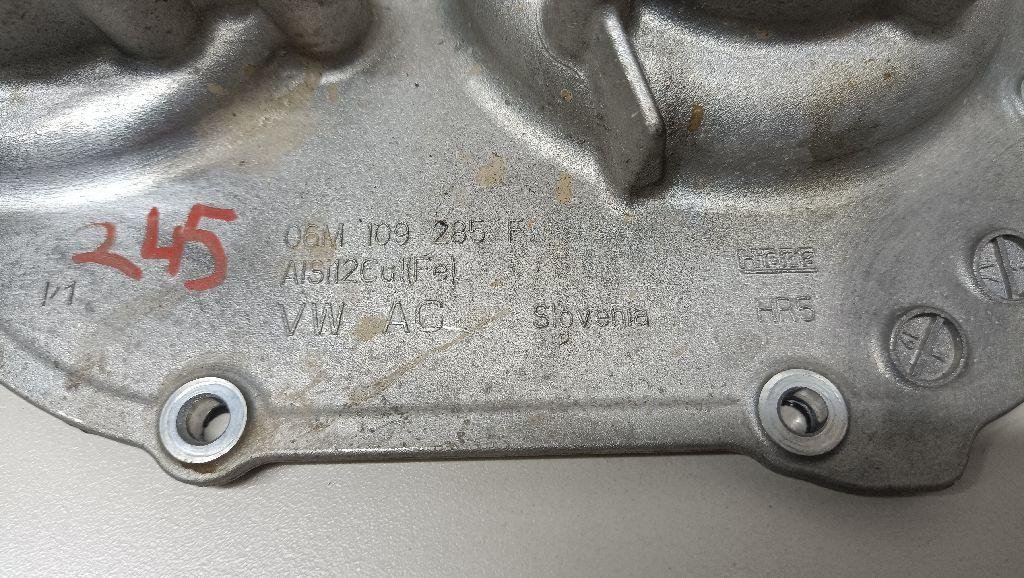 245
06M 109 285 F
AlSi12Cu1(Fe)
VW AG
Slovenia
HR5